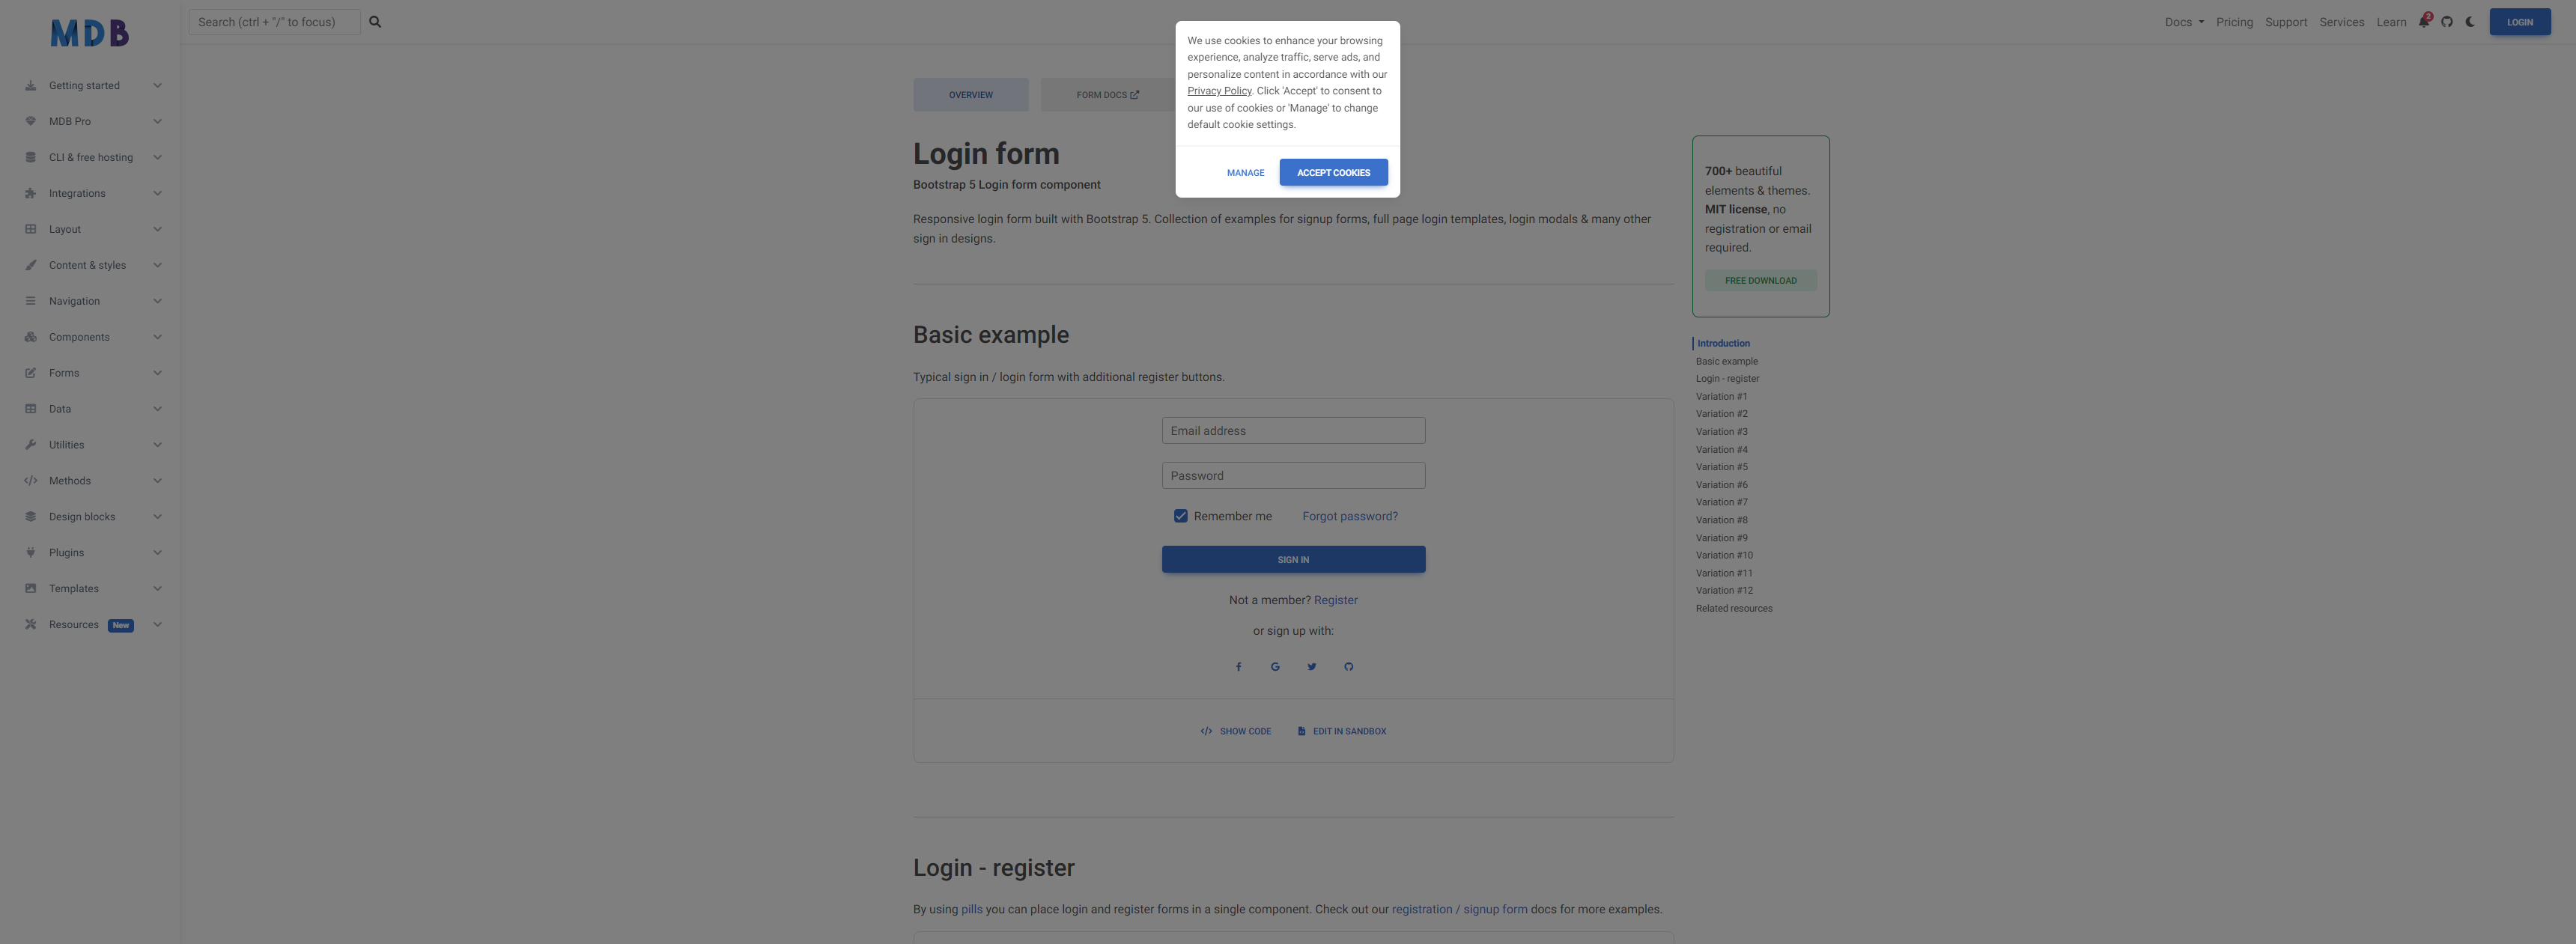 MDB
Search (ctrl + "/" to focus)
Docs
Pricing
Support
Services
Learn
2
LOGIN
We use cookies to enhance your browsing
experience, analyze traffic, serve ads, and
personalize content in accordance with our
Privacy Policy. Click 'Accept' to consent to
our use of cookies or 'Manage' to change
default cookie settings.
MANAGE
ACCEPT COOKIES
Getting started
MDB Pro
CLI & free hosting
Integrations
Layout
Content & styles
Navigation
Components
Forms
Data
Utilities
Methods
Design blocks
Plugins
Templates
Resources New
OVERVIEW
FORM DOCS
Login form
Bootstrap 5 Login form component
Responsive login form built with Bootstrap 5. Collection of examples for signup forms, full page login templates, login modals & many other
sign in designs.
Basic example
Typical sign in / login form with additional register buttons.
Email address
Password
Remember me
Forgot password?
SIGN IN
Not a member? Register
or sign up with:
SHOW CODE
EDIT IN SANDBOX
Login - register
By using pills you can place login and register forms in a single component. Check out our registration / signup form docs for more examples.
700+ beautiful
elements & themes.
MIT license, no
registration or email
required.
FREE DOWNLOAD
Introduction
Basic example
Login - register
Variation #1
Variation #2
Variation #3
Variation #4
Variation #5
Variation #6
Variation #7
Variation #8
Variation #9
Variation #10
Variation #11
Variation #12
Related resources